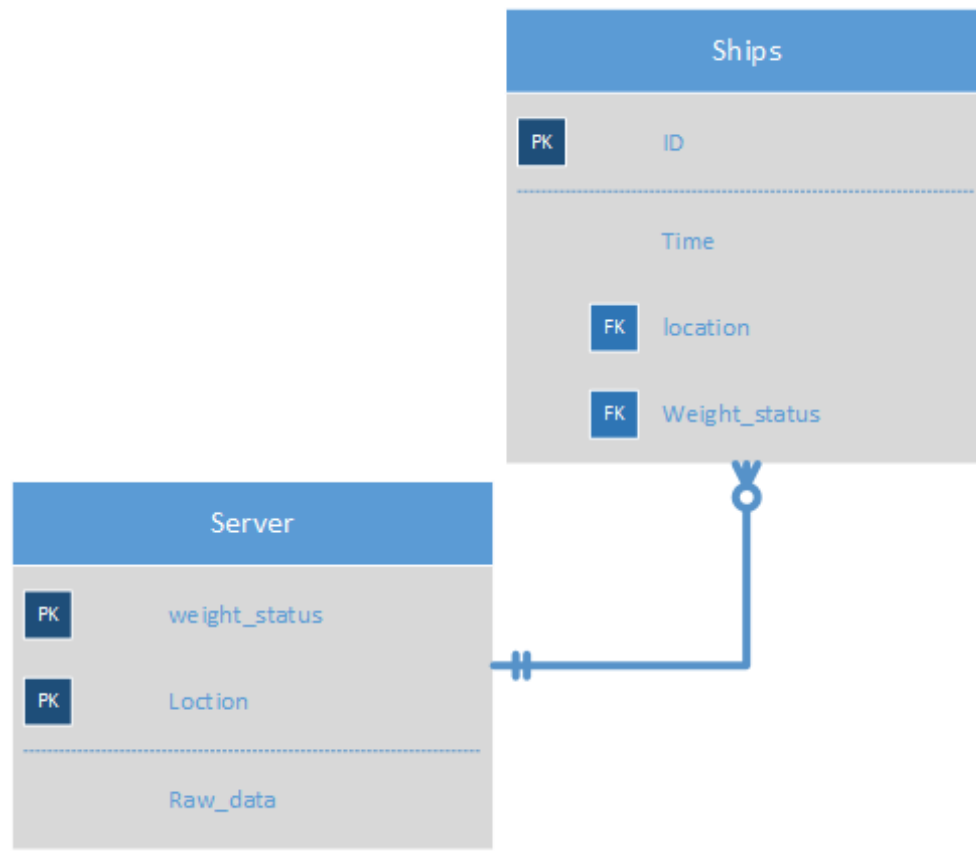 Ships
PK ID
Time
FK location
FK Weight_status
Server
PK weight_status
PK Loction
Raw_data